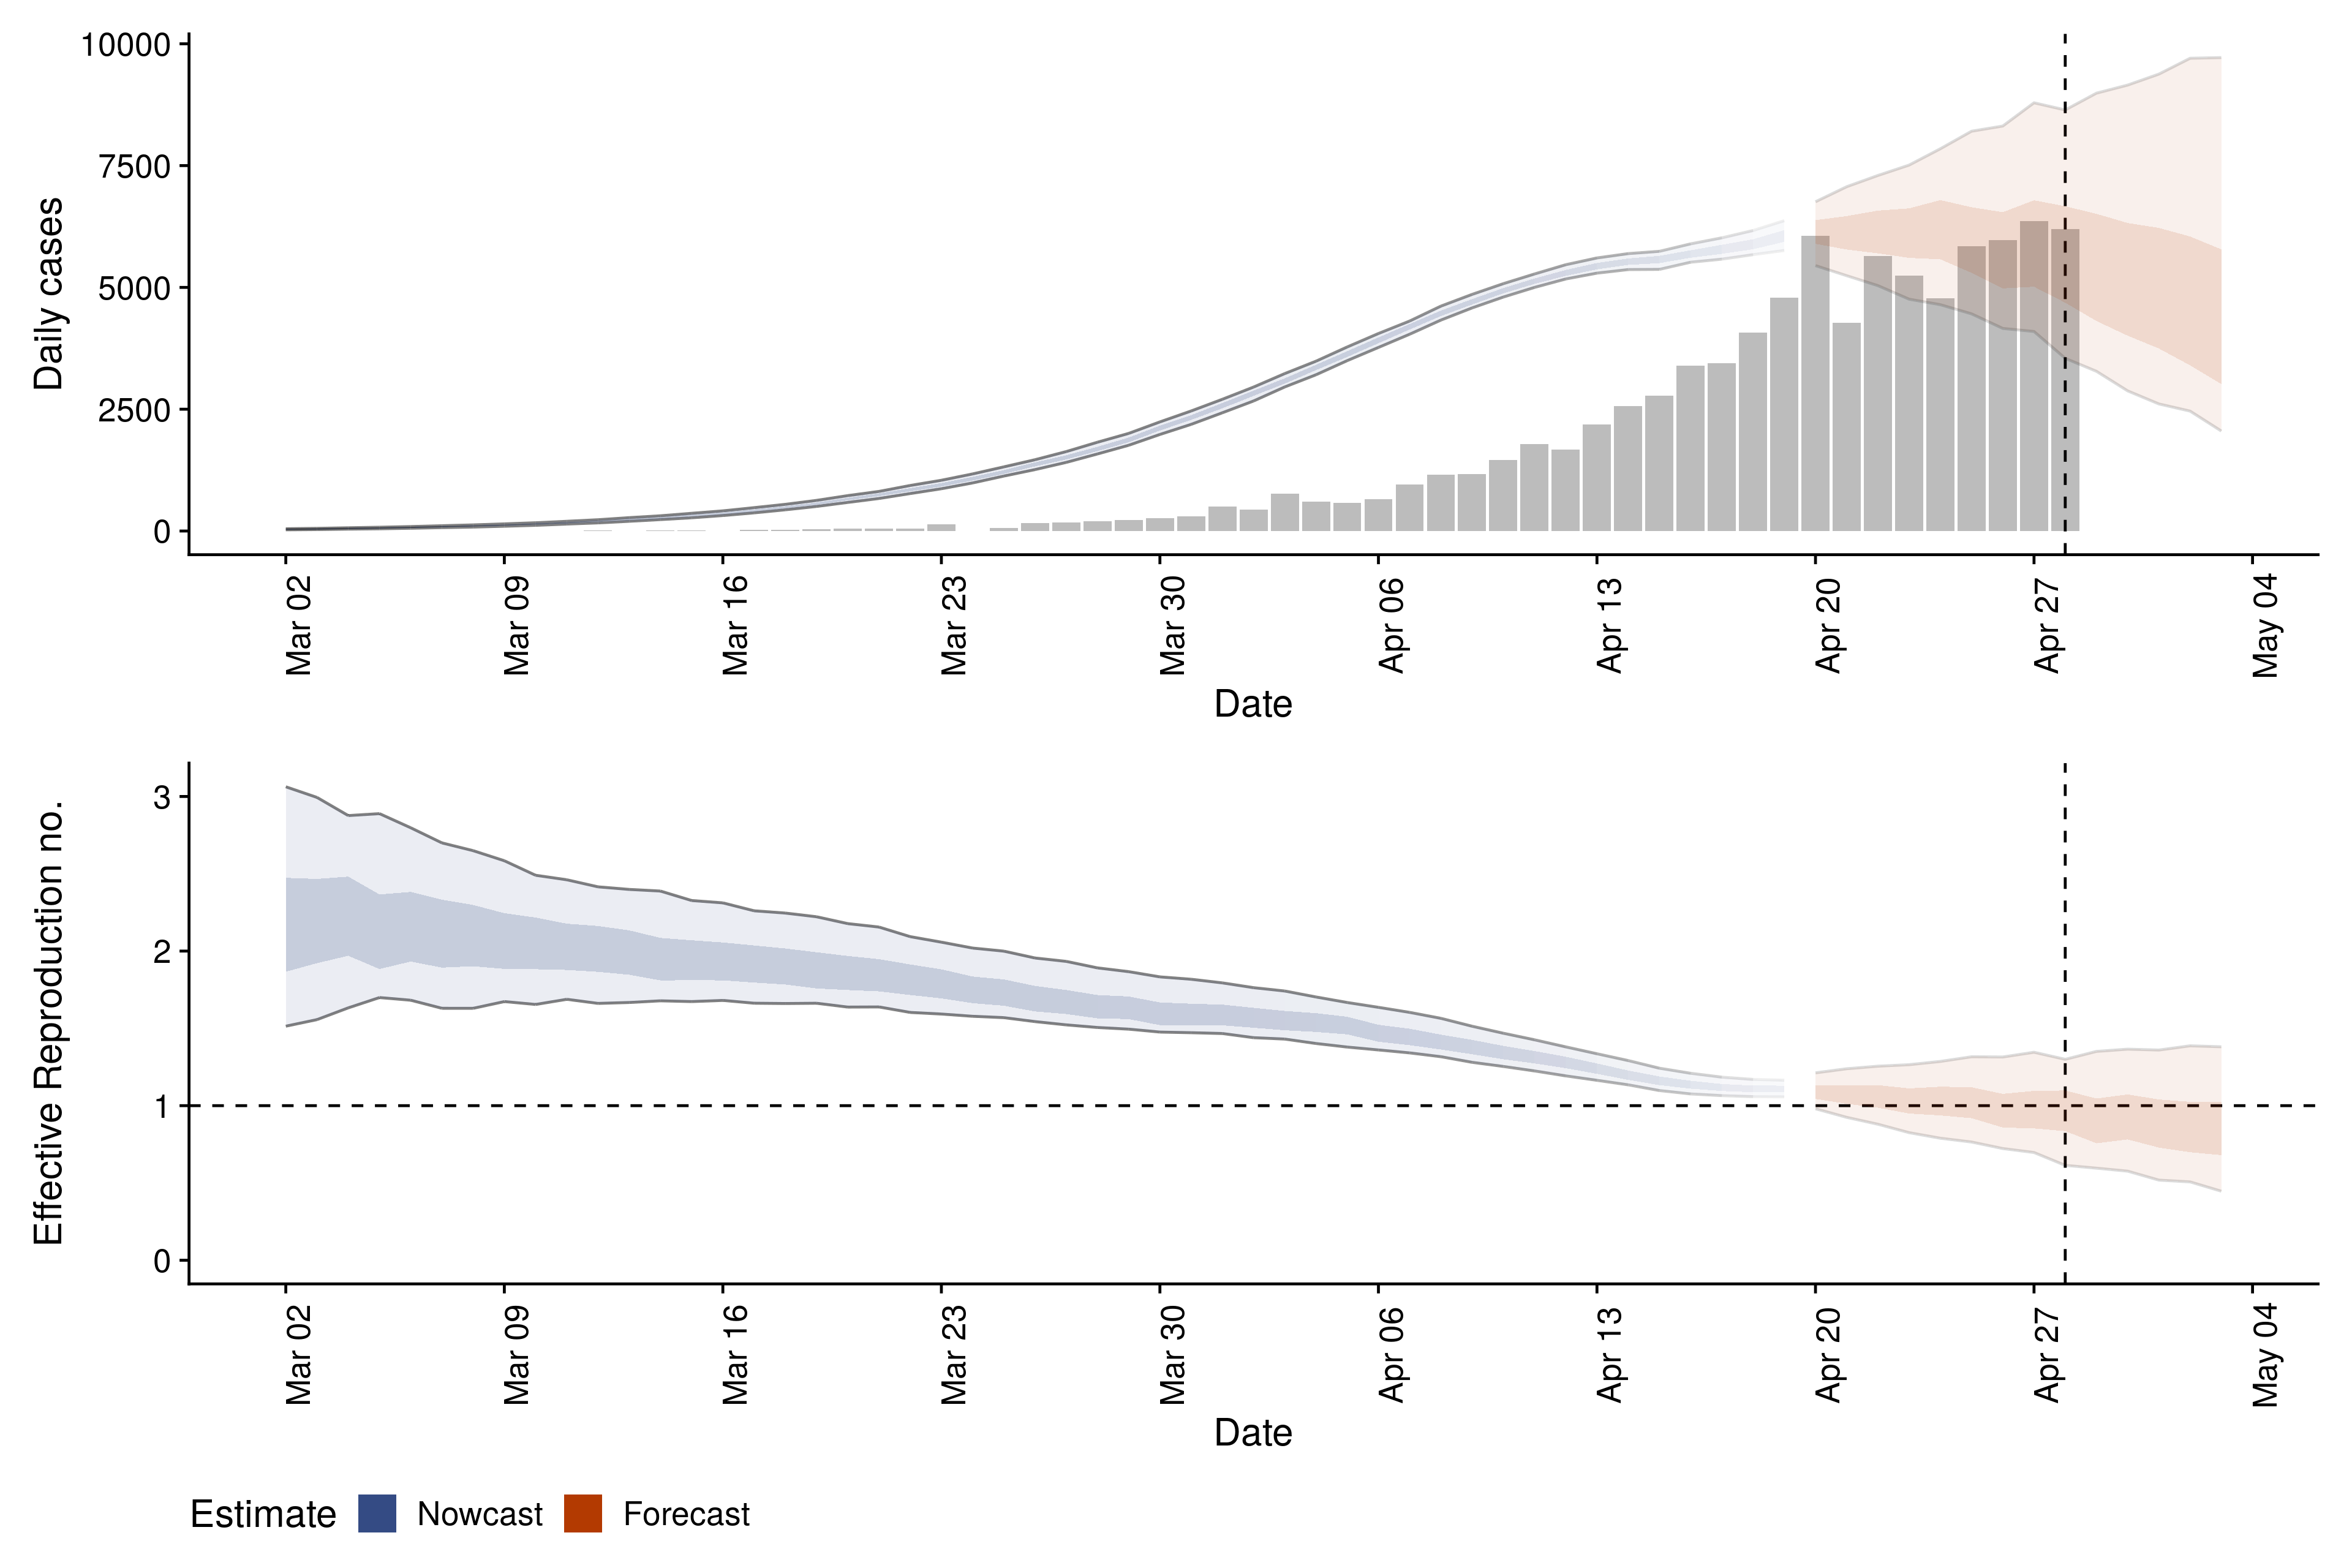 10000
7500
5000
2500
0
Daily cases
Mar 02 Mar 09 Mar 16 Mar 23 Mar 30 Apr 06 Apr 13 Apr 20 Apr 27 May 04
Date
3
2
1
0
Effective Reproduction no.
Mar 02 Mar 09 Mar 16 Mar 23 Mar 30 Apr 06 Apr 13 Apr 20 Apr 27 May 04
Date
Estimate Nowcast Forecast